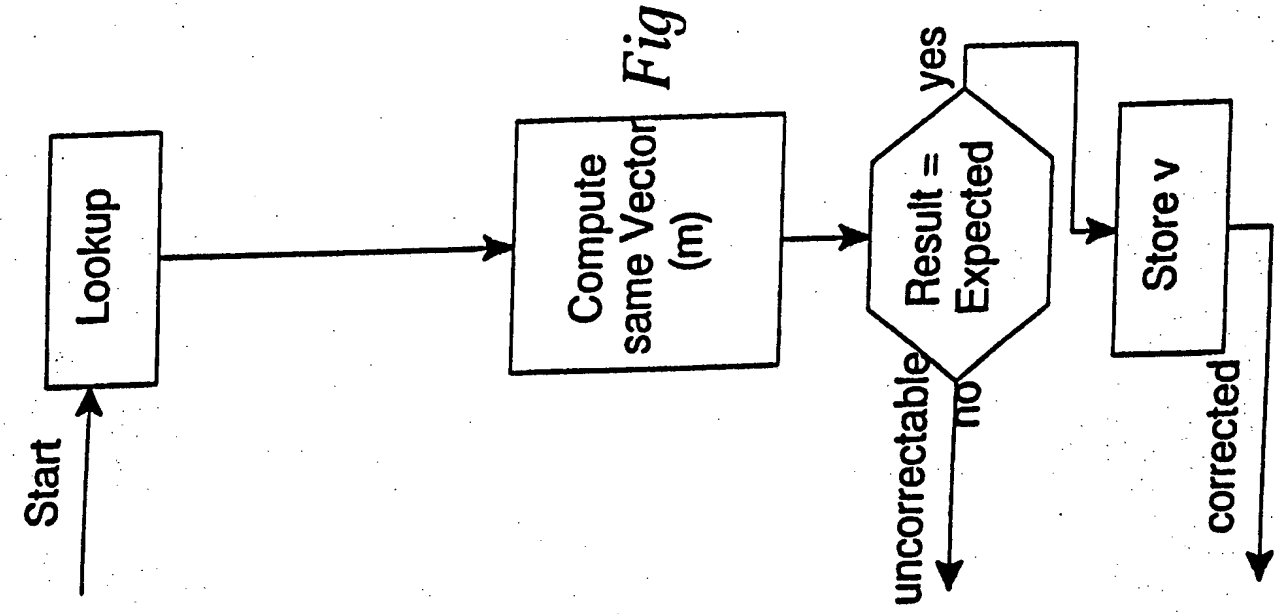 Start
Lookup
Compute
same Vector
(m)
Fig
Result =
Expected
yes
uncorrectable
no
Store v
corrected